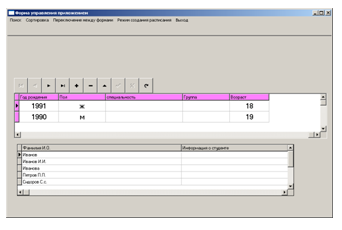 Форма управления приложением
Поиск Сортировка Переключение между формами Режим создания расписания Выход
Год рождения Пол специальность Группа Возраст
1991 ж 18
1990 м 19
Фамилия И.О. Информация о студенте
Иванов
Иванов И.И.
Иванова
Петров П.П.
Сидоров С.с.